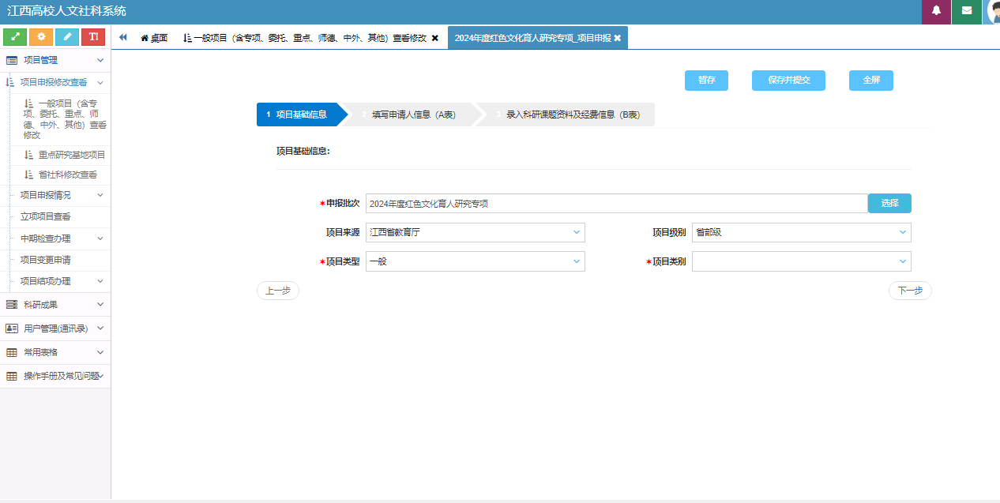 江西高校人文社科系统
T!
桌面
一般项目（含专项、委托、重点、师德、中外、其他）查看修改
2024年度红色文化育人研究专项_项目申报
项目管理
项目申报修改查看
一般项目（含专
项、委托、重点、师
德、中外、其他）查看
修改
重点研究基地项目
省社科修改查看
项目申报情况
立项项目查看
中期检查办理
项目变更申请
项目结项办理
科研成果
用户管理(通讯录)
常用表格
操作手册及常见问题
暂存
保存并提交
全屏
1 项目基础信息
2 填写申请人信息（A表）
3 录入科研课题资料及经费信息（B表）
项目基础信息：
*申报批次 2024年度红色文化育人研究专项 选择
项目来源 江西省教育厅 项目级别 省部级
*项目类型 一般 *项目类别
上一步 下一步